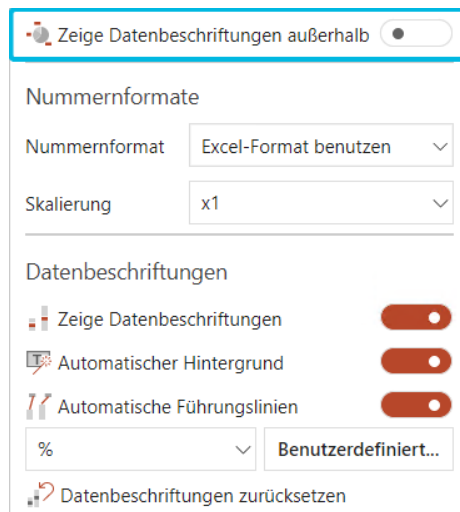 Zeige Datenbeschriftungen außerhalb
Nummernformate
Nummernformat Excel-Format benutzen
Skalierung x1
Datenbeschriftungen
Zeige Datenbeschriftungen
Automatischer Hintergrund
Automatische Führungslinien
% Benutzerdefiniert...
Datenbeschriftungen zurücksetzen